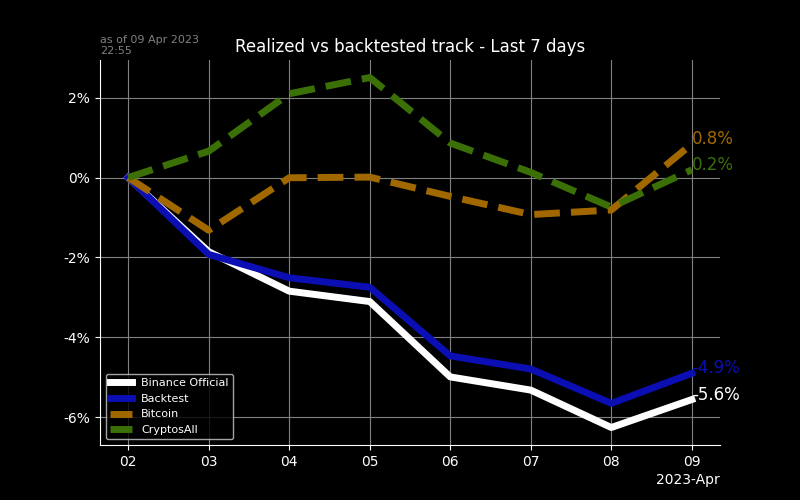 as of 09 Apr 2023
22:55
Realized vs backtested track - Last 7 days
2%
0%
-2%
-4%
-6%
0.8%
0.2%
-4.9%
-5.6%
Binance Official
Backtest
Bitcoin
CryptosAll
02 03 04 05 06 07 08 09
2023-Apr